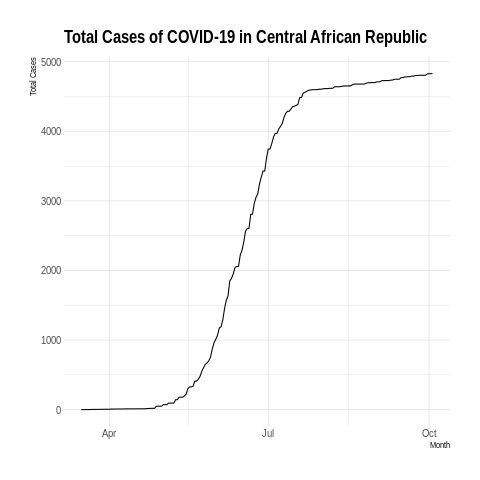 Total Cases of COVID-19 in Central African Republic
Total Cases
5000
4000
3000
2000
1000
0
Apr
Jul
Oct
Month